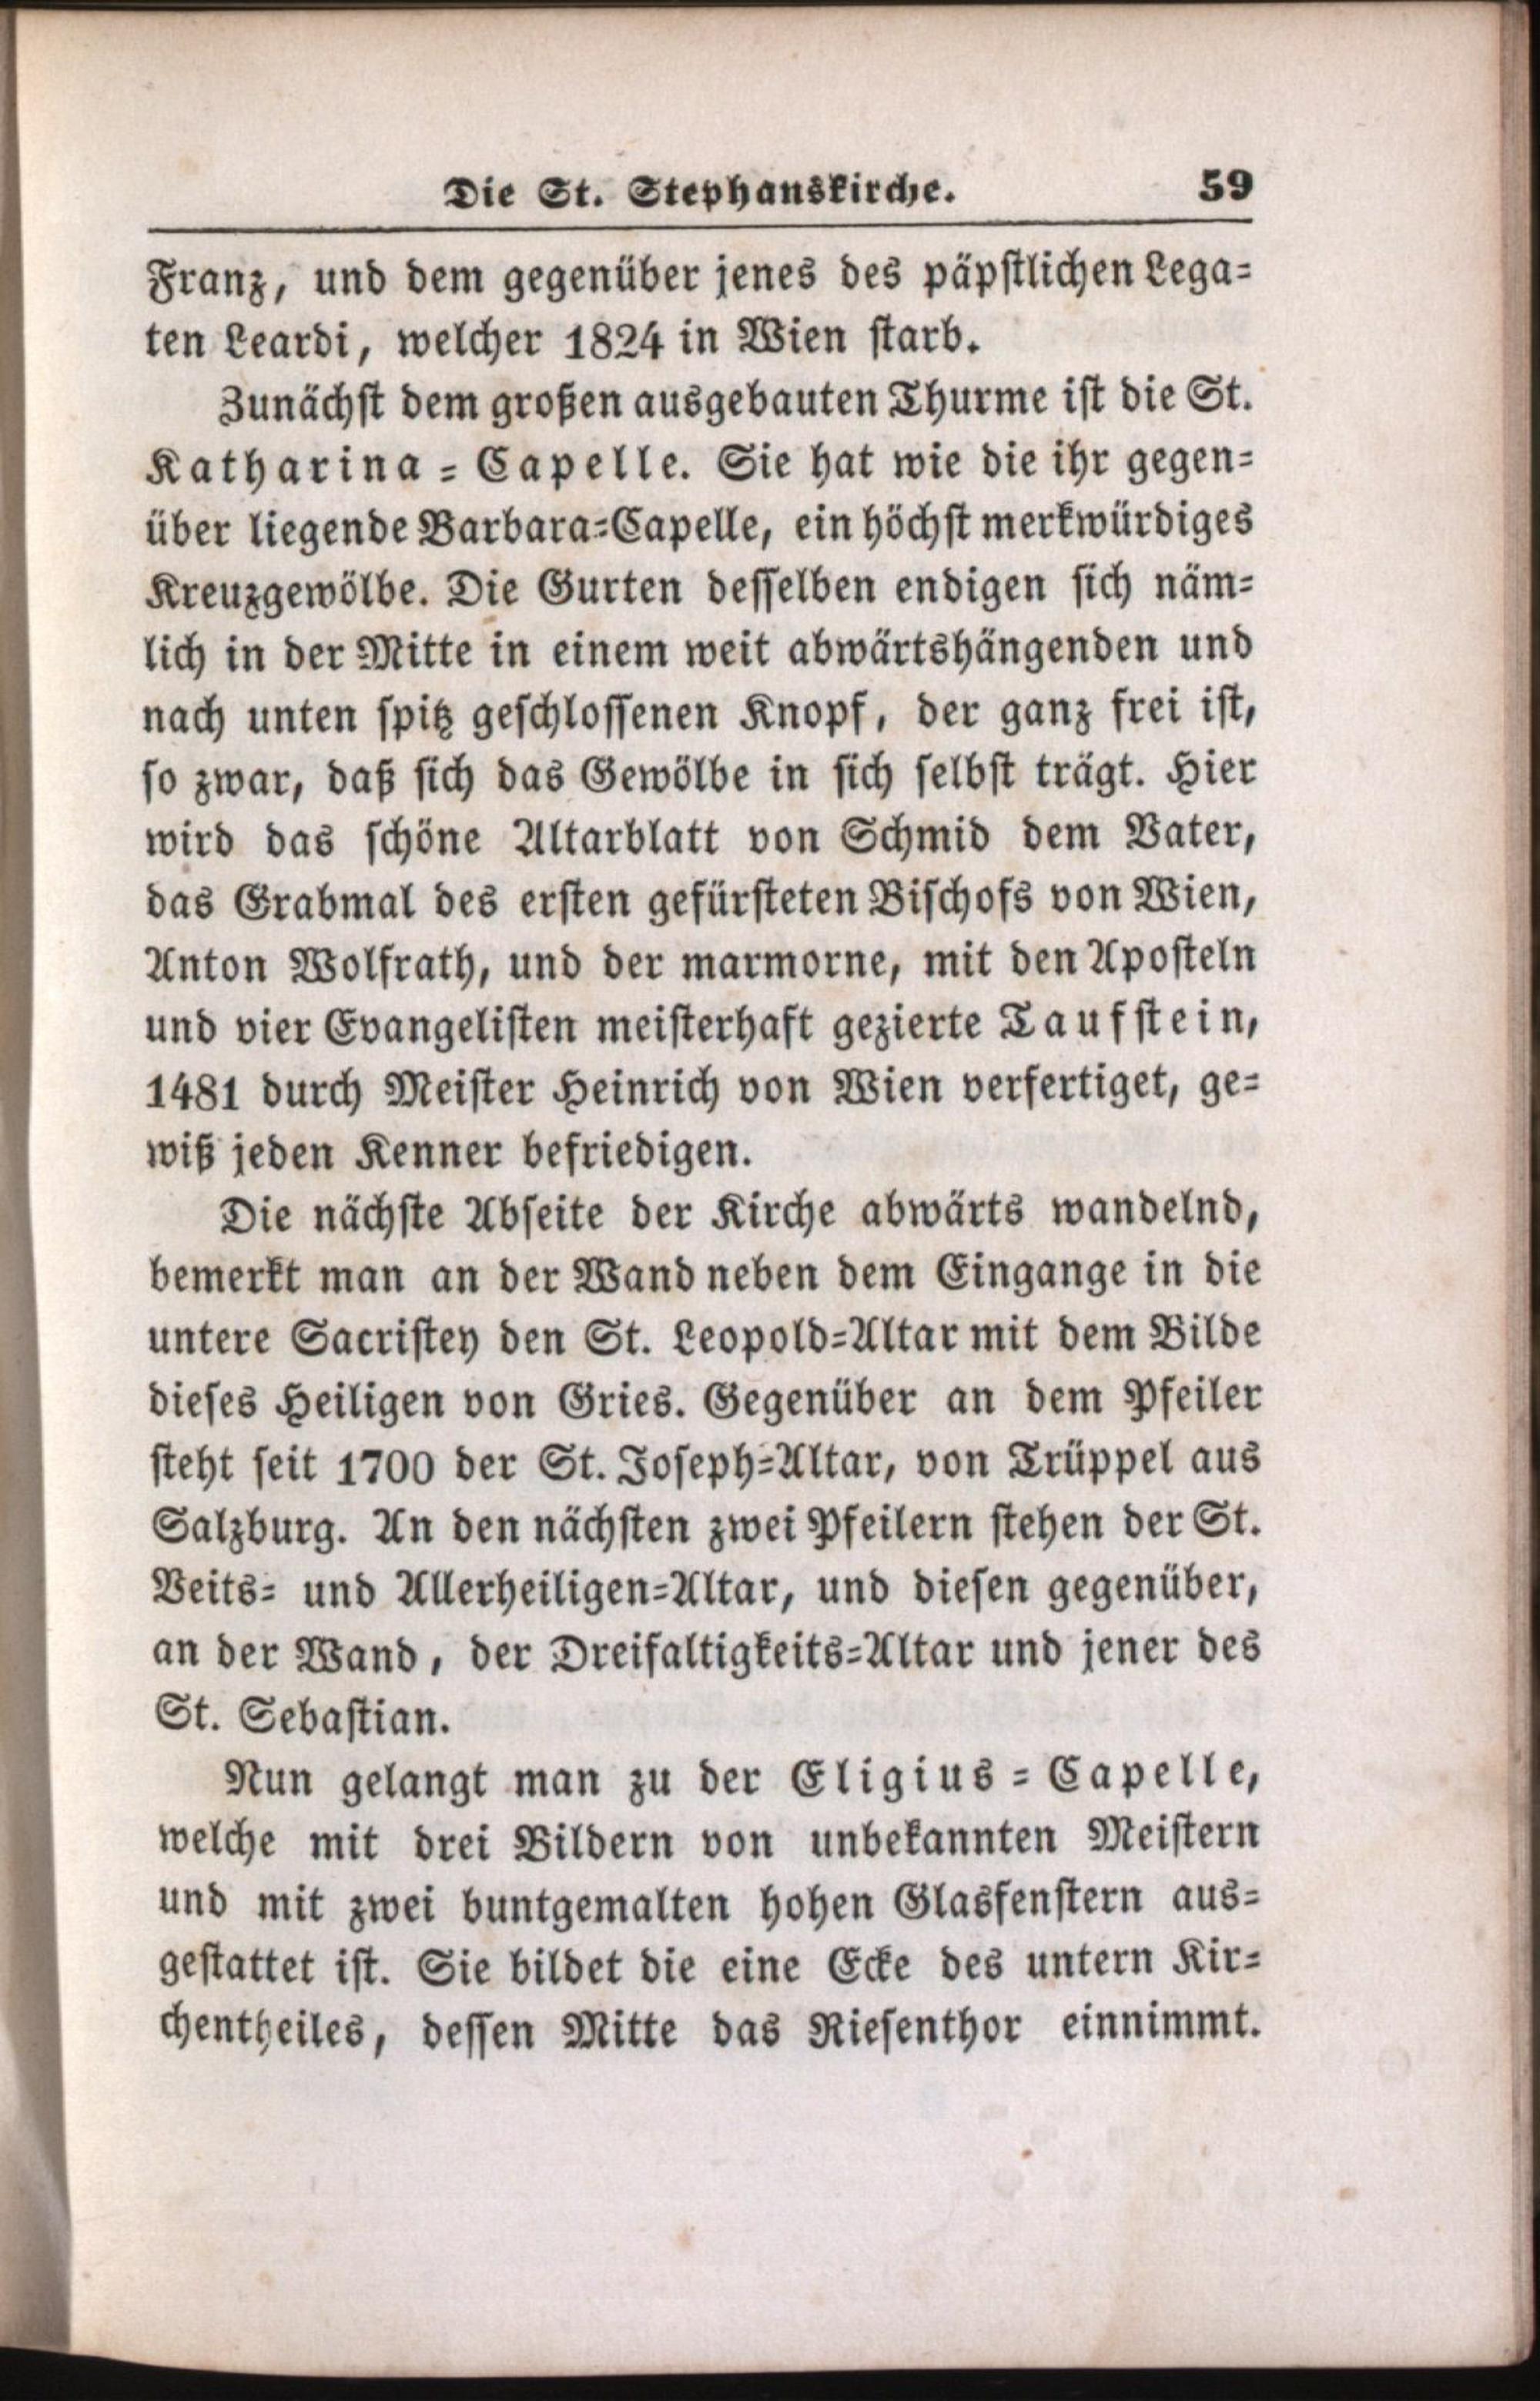 Die St. Stephanskirche. 59
Franz, und dem gegenüber jenes des päpstlichen Lega=
ten Leardi, welcher 1824 in Wien starb.
Zunächst dem großen ausgebauten Thurme ist die St.
Katharina=Capelle. Sie hat wie die ihr gegen=
über liegende Barbara=Capelle, ein höchst merkwürdiges
Kreuzgewölbe. Die Gurten desselben endigen sich näm=
lich in der Mitte in einem weit abwärtshängenden und
nach unten spitz geschlossenen Knopf, der ganz frei ist,
so zwar, daß sich das Gewölbe in sich selbst trägt. Hier
wird das schöne Altarblatt von Schmid dem Vater,
das Grabmal des ersten gefürsteten Bischofs von Wien,
Anton Wolfrath, und der marmorne, mit den Aposteln
und vier Evangelisten meisterhaft gezierte Taufstein,
1481 durch Meister Heinrich von Wien verfertiget, ge=
wiß jeden Kenner befriedigen.
Die nächste Abseite der Kirche abwärts wandelnd,
bemerkt man an der Wand neben dem Eingange in die
untere Sacristey den St. Leopold=Altar mit dem Bilde
dieses Heiligen von Gries. Gegenüber an dem Pfeiler
steht seit 1700 der St. Joseph=Altar, von Trüppel aus
Salzburg. An den nächsten zwei Pfeilern stehen der St.
Veits= und Allerheiligen=Altar, und diesen gegenüber,
an der Wand, der Dreifaltigkeits=Altar und jener des
St. Sebastian.
Nun gelangt man zu der Eligius=Capelle,
welche mit drei Bildern von unbekannten Meistern
und mit zwei buntgemalten hohen Glasfenstern aus=
gestattet ist. Sie bildet die eine Ecke des untern Kir=
chentheiles, dessen Mitte das Riesenthor einnimmt.